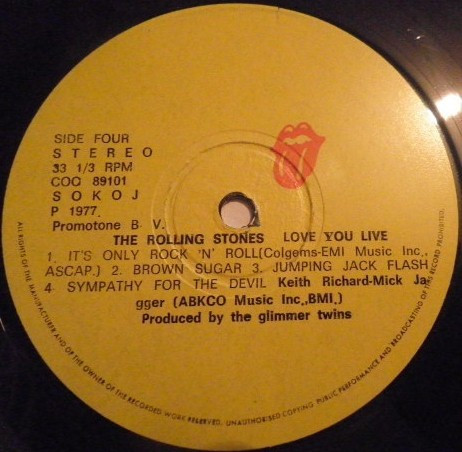 SIDE FOUR
STEREO
33 1/3 RPM
COC 89101
SOKOJ
P 1977.
Promotone B. V.
THE ROLLING STONES LOVE YOU LIVE
1. IT'S ONLY ROCK 'N' ROLL(Colgems-EMI Music Inc.,
ASCAP.) 2. BROWN SUGAR 3. JUMPING JACK FLASH
4. SYMPATHY FOR THE DEVIL Keith Richard-Mick Ja-
gger (ABKCO Music Inc,,BMI,)
Produced by the glimmer twins
ALL RIGHTS OF THE MANUFACTURER AND OF THE OWNER OF THE RECORDED WORK RESERVED. UNAUTHORISED COPYING PUBLIC PERFORMANCE AND BROADCASTING OF THIS RECORD PROHIBITED.